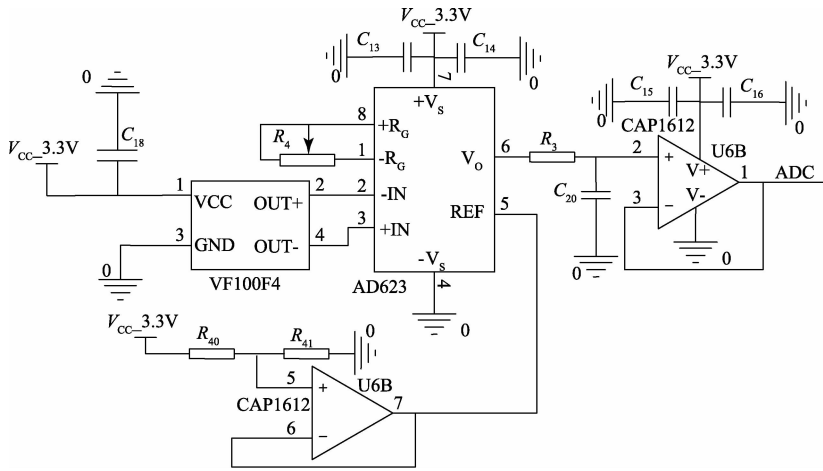 VCC_3.3V
C13
C14
0
0
7
+VS
8
+RG
R4
1
-RG
0
C18
VCC_3.3V
1
VCC
OUT+
2
2
-IN
3
GND
OUT-
4
3
+IN
0
VF100F4
VO
6
REF
5
-VS
4
AD623
0
R3
C20
0
VCC_3.3V
C15
C16
0
0
CAP1612
U6B
2
+
3
−
V+
V-
1
ADC
0
VCC_3.3V
R40
R41
0
5
+
U6B
CAP1612
6
−
7